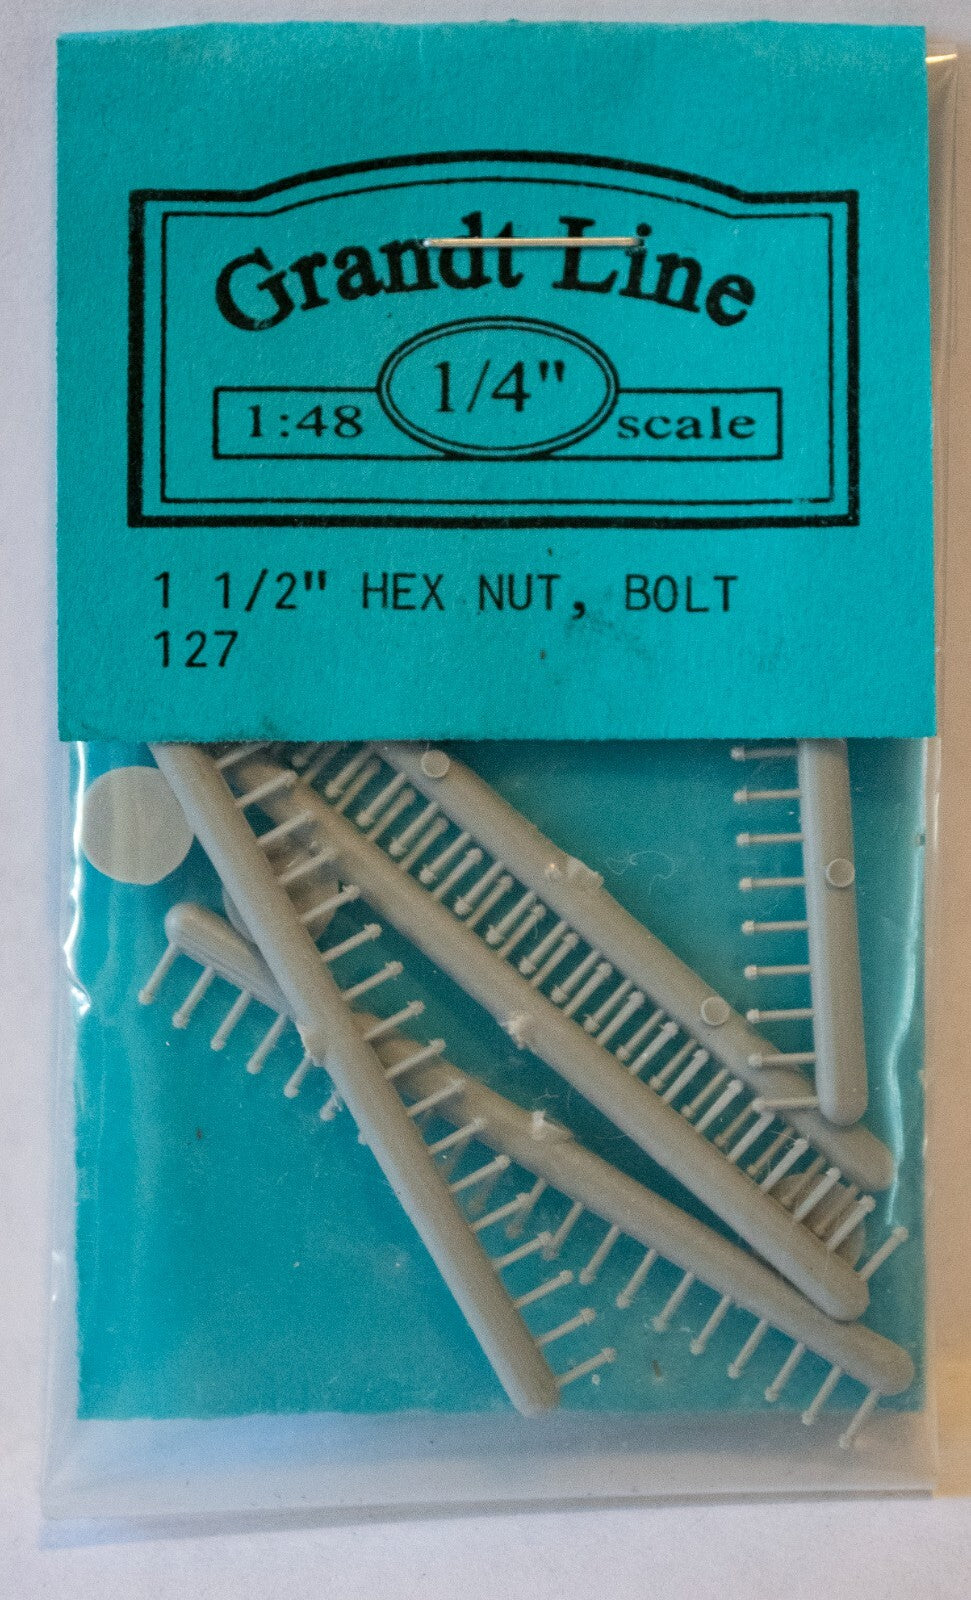 Grandt Line
1:48 1/4" scale
1 1/2" HEX NUT, BOLT
127